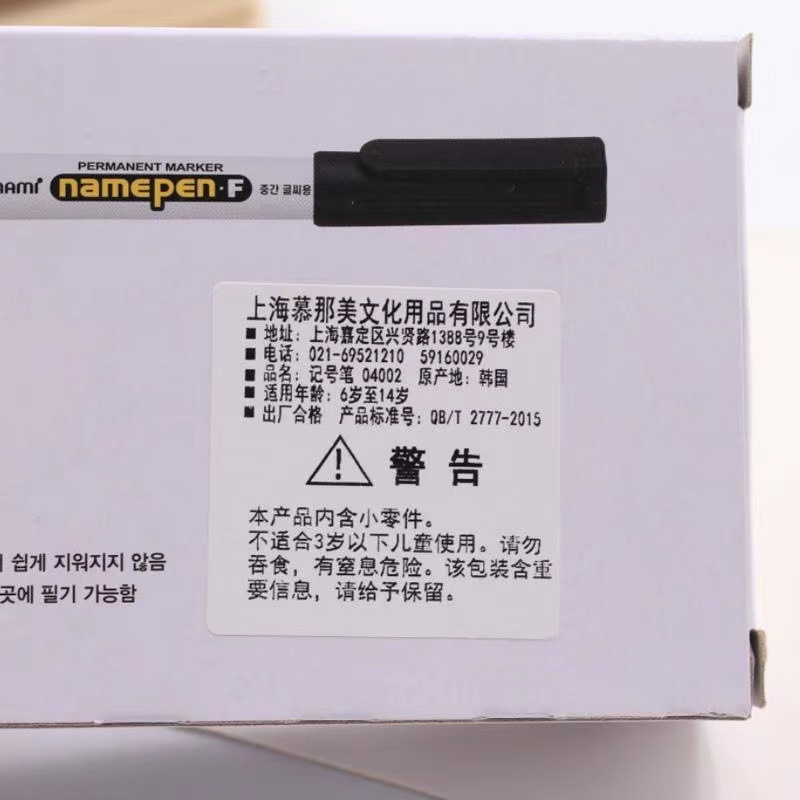 PERMANENT MARKER
namepen·F
중간 글씨용
上海慕那美文化用品有限公司
■ 地址：上海嘉定区兴贤路1388号9号楼
■ 电话：021-69521210 59160029
■ 品名：记号笔 04002 原产地：韩国
■ 适用年龄：6岁至14岁
■ 出厂合格 产品标准号：QB/T 2777-2015
警告
本产品内含小零件。
不适合3岁以下儿童使用。请勿
吞食，有窒息危险。该包装含重
要信息，请给予保留。
쉽게 지워지지 않음
곳에 필기 가능함